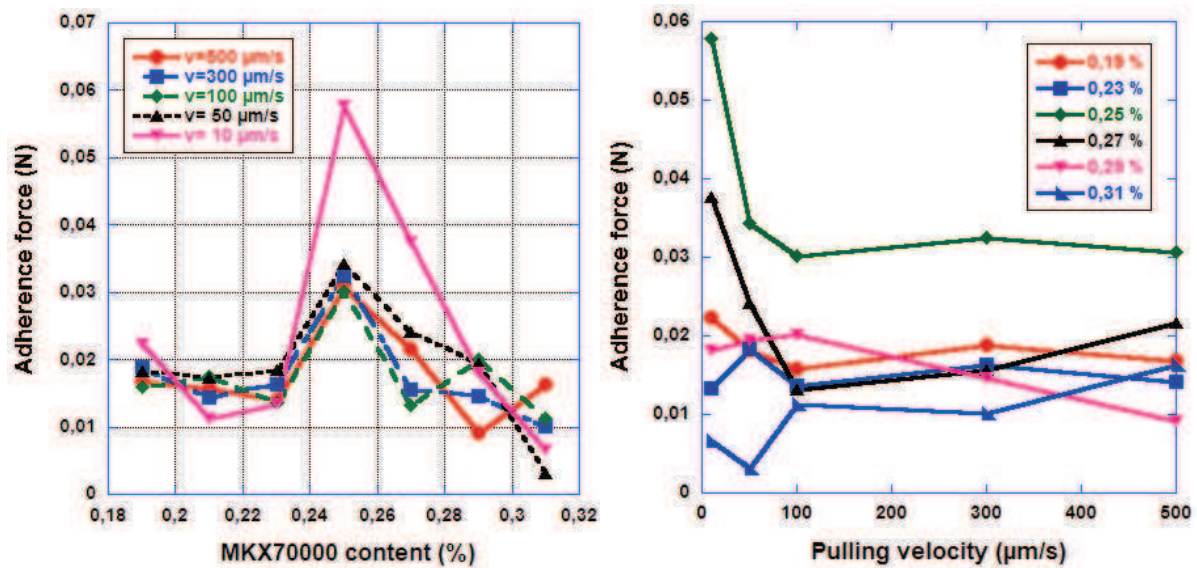 0,07
0,06
0,05
0,04
0,03
0,02
0,01
0
Adherence force (N)
v=500 µm/s
v=300 µm/s
v=100 µm/s
v= 50 µm/s
v= 10 µm/s
0,18 0,2 0,22 0,24 0,26 0,28 0,3 0,32
MKX70000 content (%)
0,06
0,05
0,04
0,03
0,02
0,01
0
Adherence force (N)
0,19 %
0,23 %
0,25 %
0,27 %
0,29 %
0,31 %
0 100 200 300 400 500
Pulling velocity (µm/s)